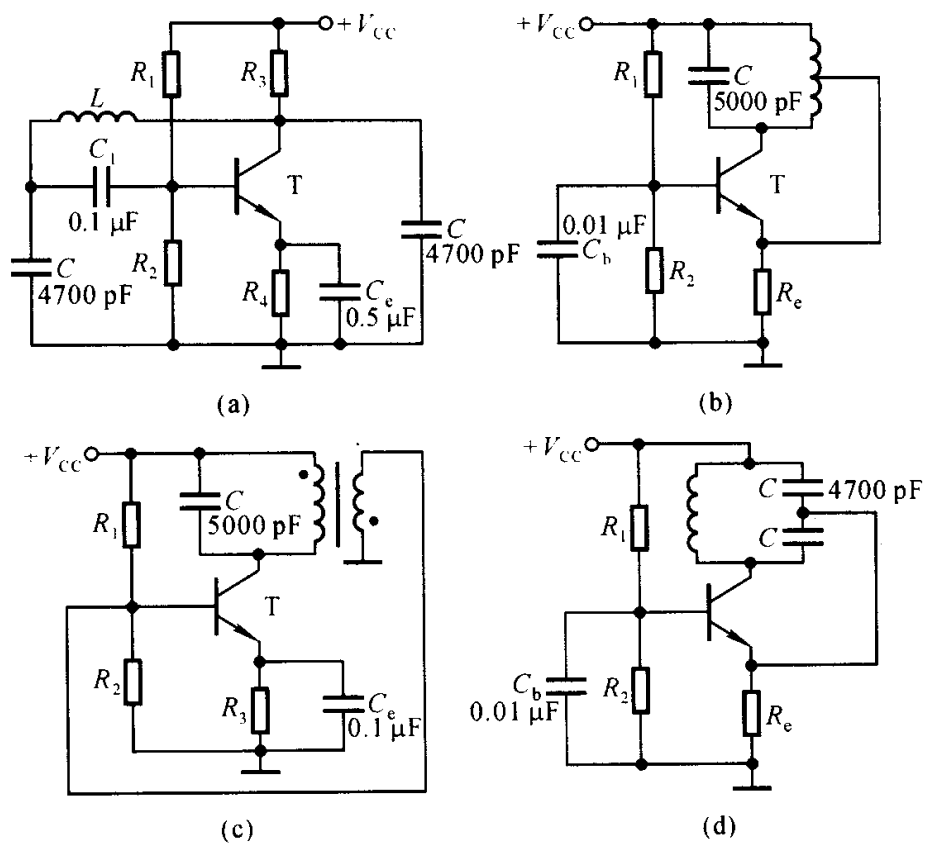 +V_CC
R_1
R_3
L
C_1
T
0.1 μF
C
4700 pF
R_2
R_4
C_e
0.5 μF
C
4700 pF
(a)
+V_CC
R_1
C
5000 pF
T
0.01 μF
C_b
R_2
R_e
(b)
+V_CC
R_1
C
5000 pF
T
R_2
R_3
C_e
0.1 μF
(c)
+V_CC
R_1
C 4700 pF
C
C_b
0.01 μF
R_2
R_e
(d)